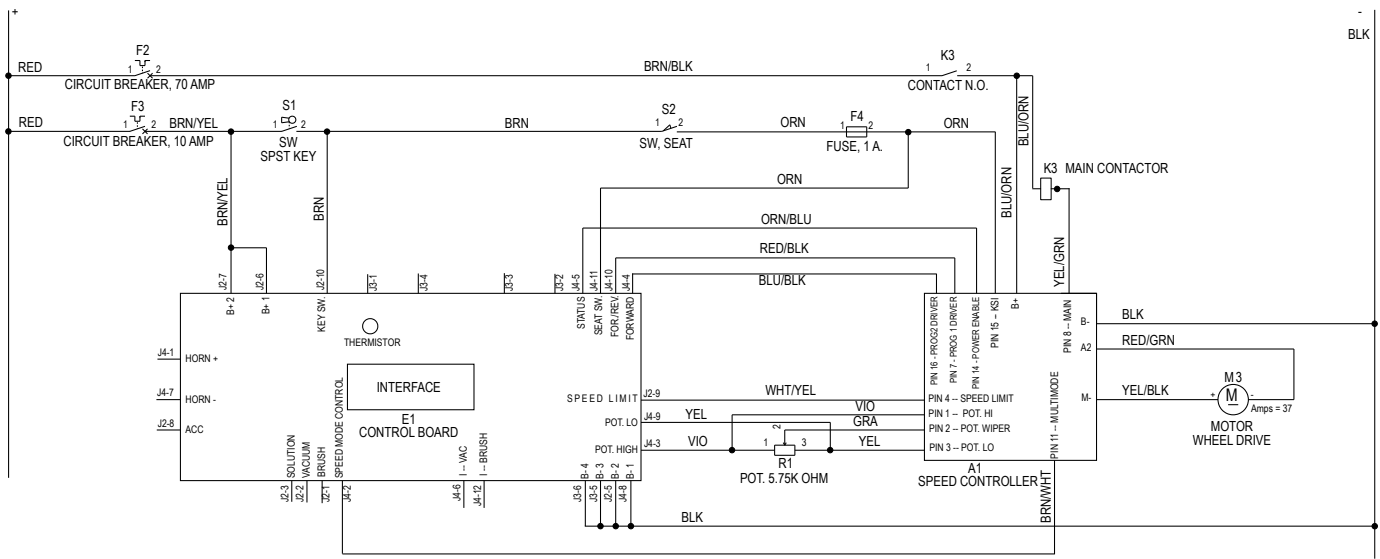 +
-
BLK
RED
F2
1 2
CIRCUIT BREAKER, 70 AMP
BRN/BLK
K3
1 2
CONTACT N.O.
RED
F3
1 2
CIRCUIT BREAKER, 10 AMP
BRN/YEL
S1
1 2
SW
SPST KEY
BRN
S2
1 2
SW, SEAT
ORN
F4
1 2
FUSE, 1 A.
ORN
BLU/ORN
BLU/ORN
K3 MAIN CONTACTOR
YEL/GRN
BRN/YEL
BRN
ORN
ORN/BLU
RED/BLK
BLU/BLK
J2-7
J2-6
J2-10
J3-1
J3-4
J3-3
J3-2
J4-5
J4-11
J4-10
J4-4
B+ 2
B+ 1
KEY SW.
STATUS
SEAT SW.
FOR./REV.
FORWARD
THERMISTOR
J4-1
HORN +
J4-7
HORN -
J2-8
ACC
INTERFACE
E1
CONTROL BOARD
SPEED LIMIT
J2-9
POT. LO
J4-9
POT. HIGH
J4-3
WHT/YEL
YEL
VIO
VIO
GRA
YEL
1
2
3
R1
POT. 5.75K OHM
SOLUTION
VACUUM
BRUSH
SPEED MODE CONTROL
I -- VAC
I -- BRUSH
B- 4
B- 3
B- 2
B- 1
J2-3
J2-2
J2-1
J4-2
J4-6
J4-12
J3-6
J3-5
J2-5
J4-8
BLK
PIN 16 - PROG2 DRIVER
PIN 7 - PROG 1 DRIVER
PIN 14 - POWER ENABLE
PIN 15 -- KSI
B+
PIN 8 -- MAIN
B-
A2
M-
PIN 4 -- SPEED LIMIT
PIN 1 -- POT. HI
PIN 2 -- POT. WIPER
PIN 3 -- POT. LO
PIN 11 -- MULTIMODE
A1
SPEED CONTROLLER
BRN/WHT
BLK
RED/GRN
YEL/BLK
M3
+ M -
Amps = 37
MOTOR
WHEEL DRIVE